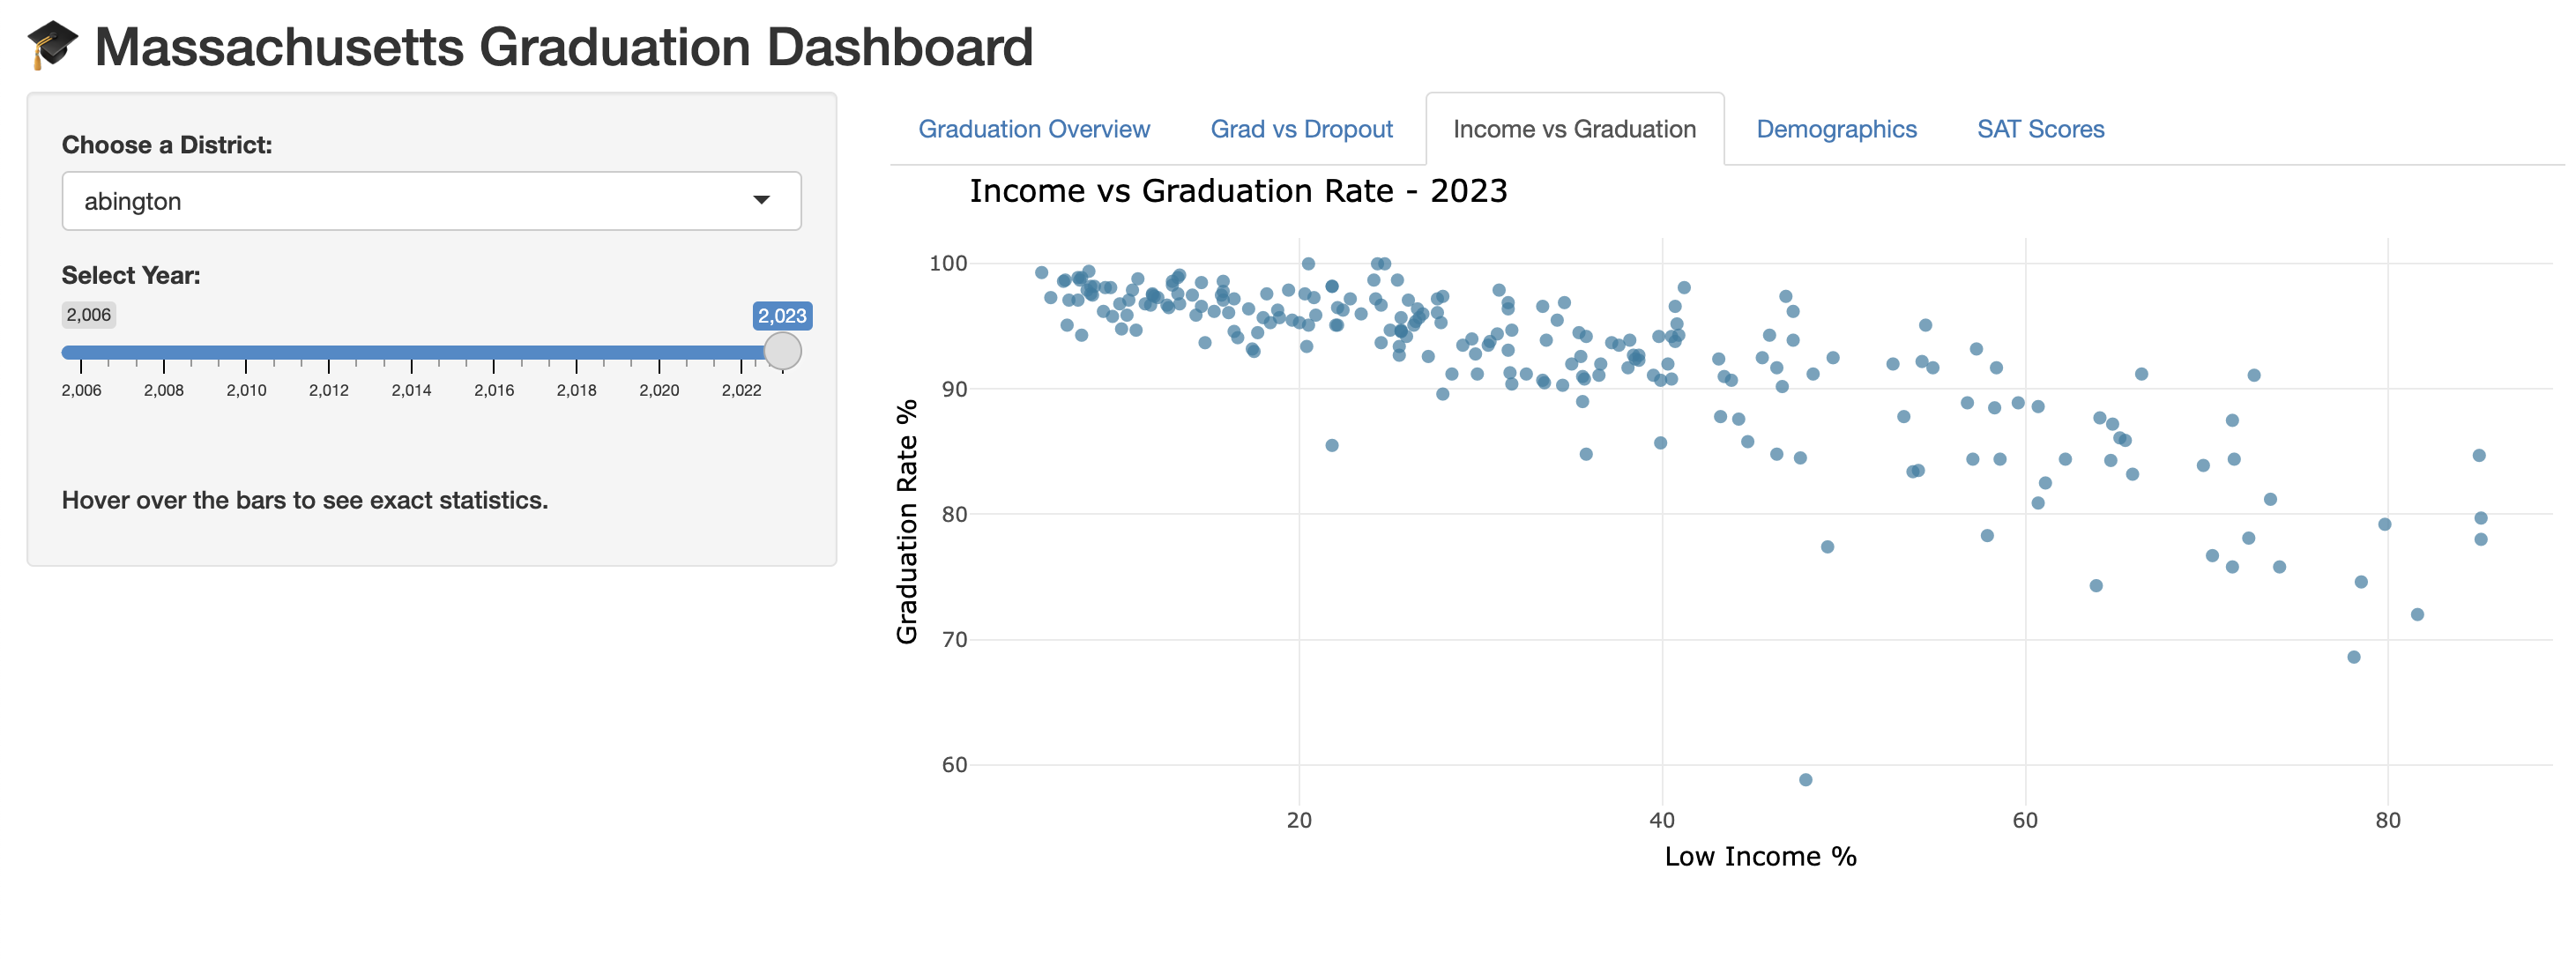 🎓 Massachusetts Graduation Dashboard
Choose a District:
abington
Select Year:
2,006
2,023
2,006 2,008 2,010 2,012 2,014 2,016 2,018 2,020 2,022
Hover over the bars to see exact statistics.
Graduation Overview Grad vs Dropout Income vs Graduation Demographics SAT Scores
Income vs Graduation Rate - 2023
Graduation Rate %
100
90
80
70
60
20 40 60 80
Low Income %